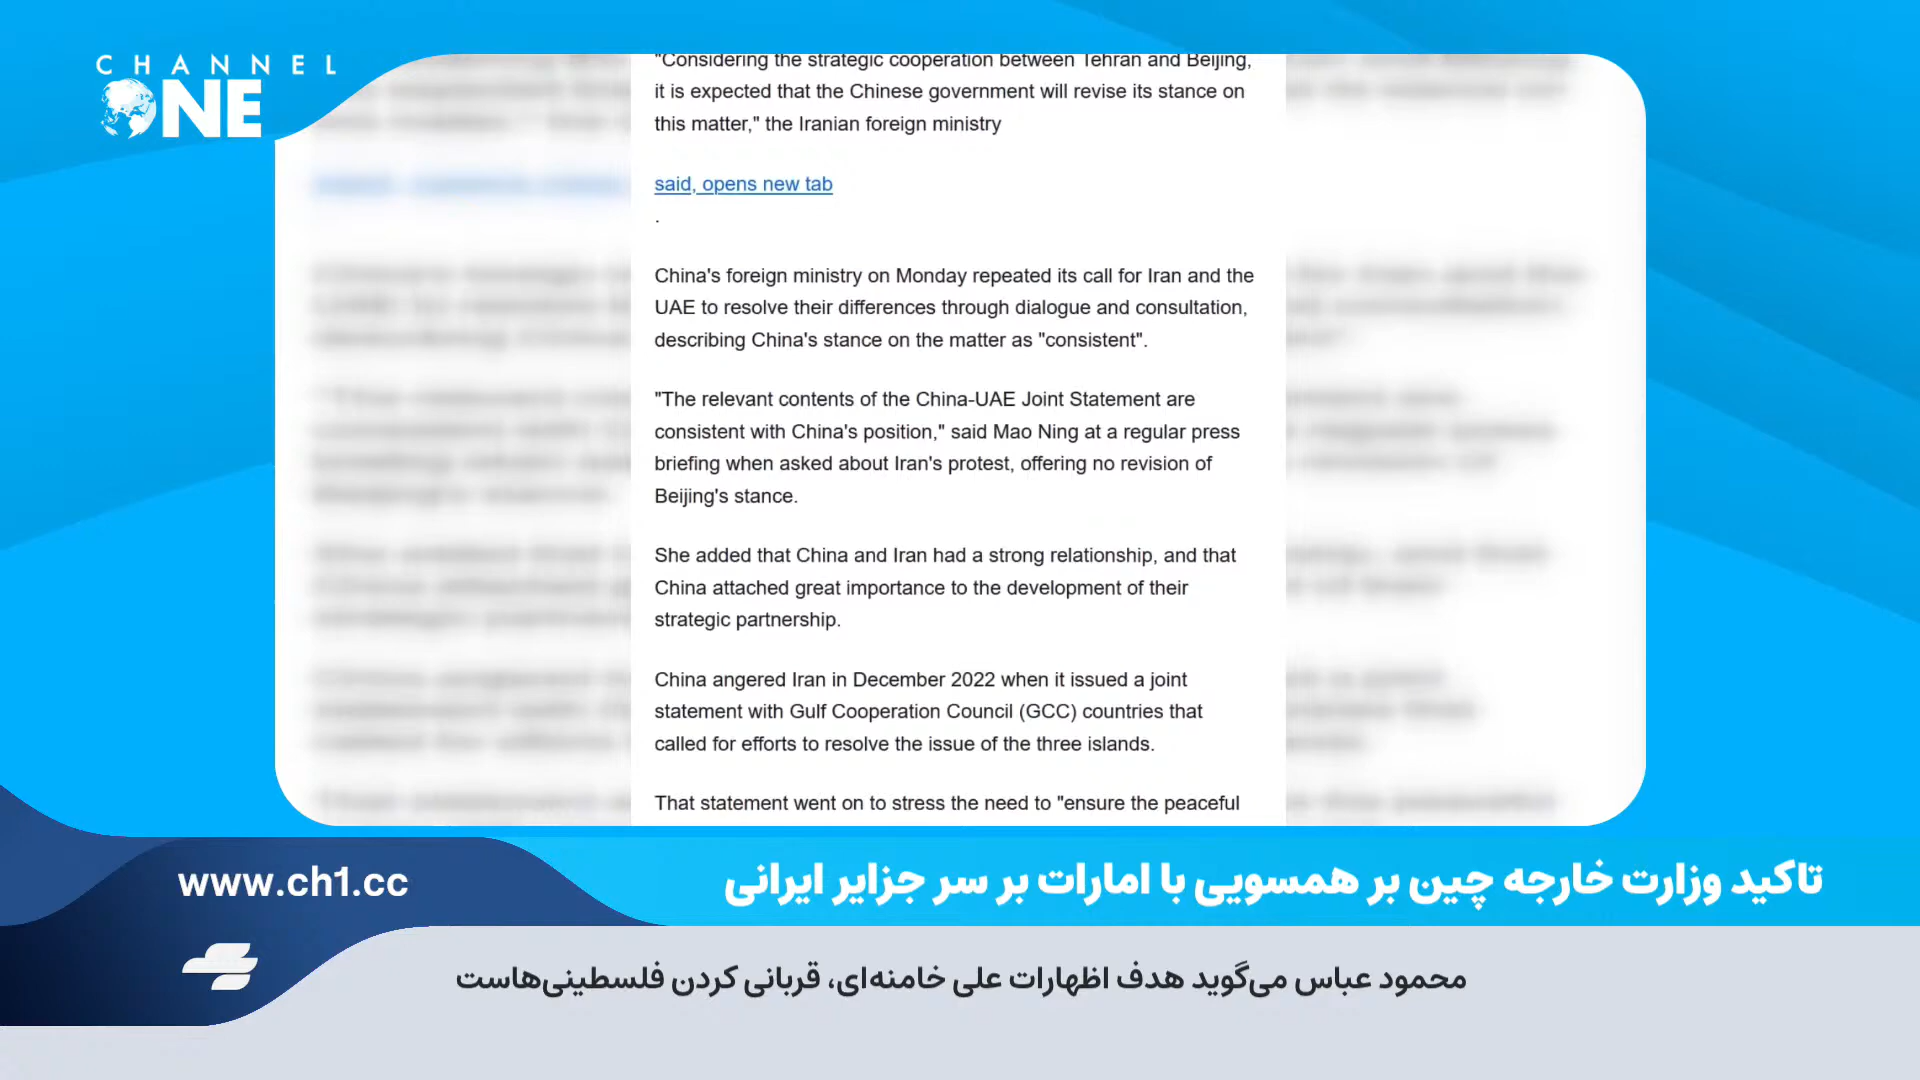 CHANNEL
ONE
"Considering the strategic cooperation between Tehran and Beijing,
it is expected that the Chinese government will revise its stance on
this matter," the Iranian foreign ministry
said, opens new tab
.
China's foreign ministry on Monday repeated its call for Iran and the
UAE to resolve their differences through dialogue and consultation,
describing China's stance on the matter as "consistent".
"The relevant contents of the China-UAE Joint Statement are
consistent with China's position," said Mao Ning at a regular press
briefing when asked about Iran's protest, offering no revision of
Beijing's stance.
She added that China and Iran had a strong relationship, and that
China attached great importance to the development of their
strategic partnership.
China angered Iran in December 2022 when it issued a joint
statement with Gulf Cooperation Council (GCC) countries that
called for efforts to resolve the issue of the three islands.
That statement went on to stress the need to "ensure the peaceful
www.ch1.cc
تاکید وزارت خارجه چین بر همسویی با امارات بر سر جزایر ایرانی
محمود عباس می‌گوید هدف اظهارات علی خامنه‌ای، قربانی کردن فلسطینی‌هاست